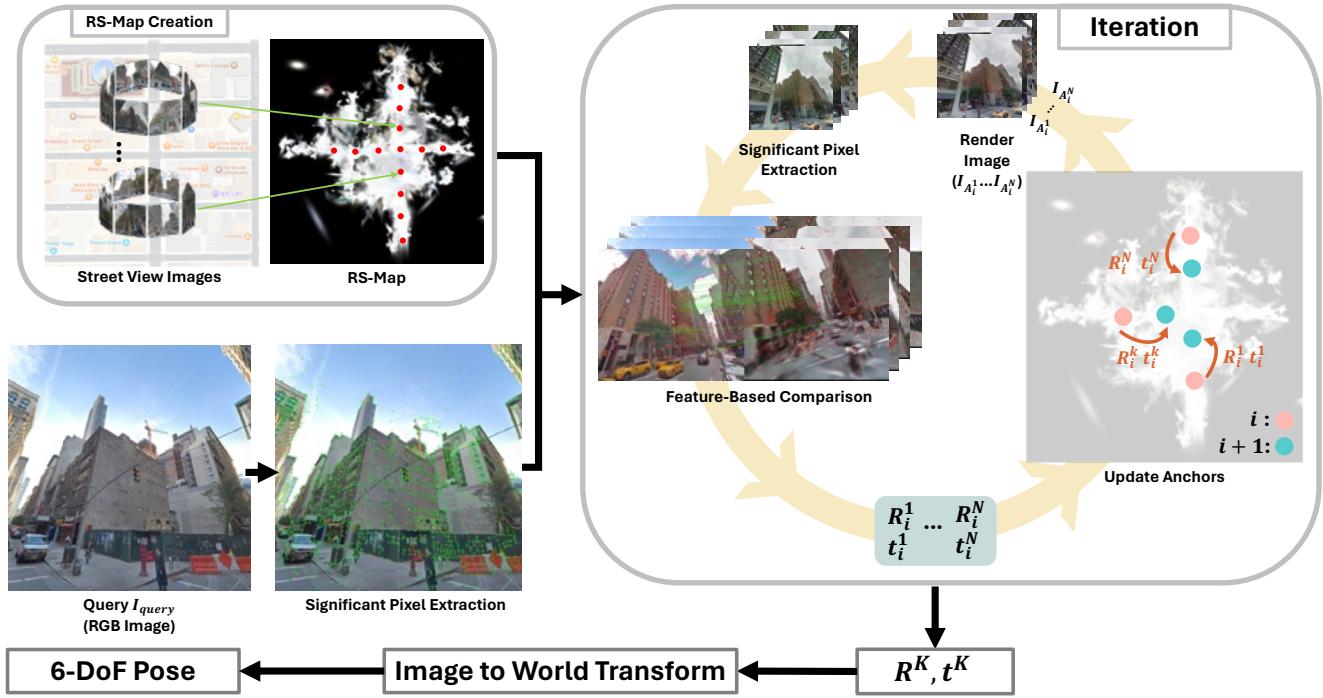 RS-Map Creation
Street View Images
RS-Map
Query I_query
(RGB Image)
Significant Pixel Extraction
Iteration
Significant Pixel
Extraction
Render
Image
(I_{A_i^1}...I_{A_i^N})
I_{A_i^N}
⋮
I_{A_i^1}
Feature-Based Comparison
R_i^N t_i^N
R_i^k t_i^k
R_i^1 t_i^1
i :
i + 1:
Update Anchors
R_i^1 ... R_i^N
t_i^1 t_i^N
R^K, t^K
Image to World Transform
6-DoF Pose